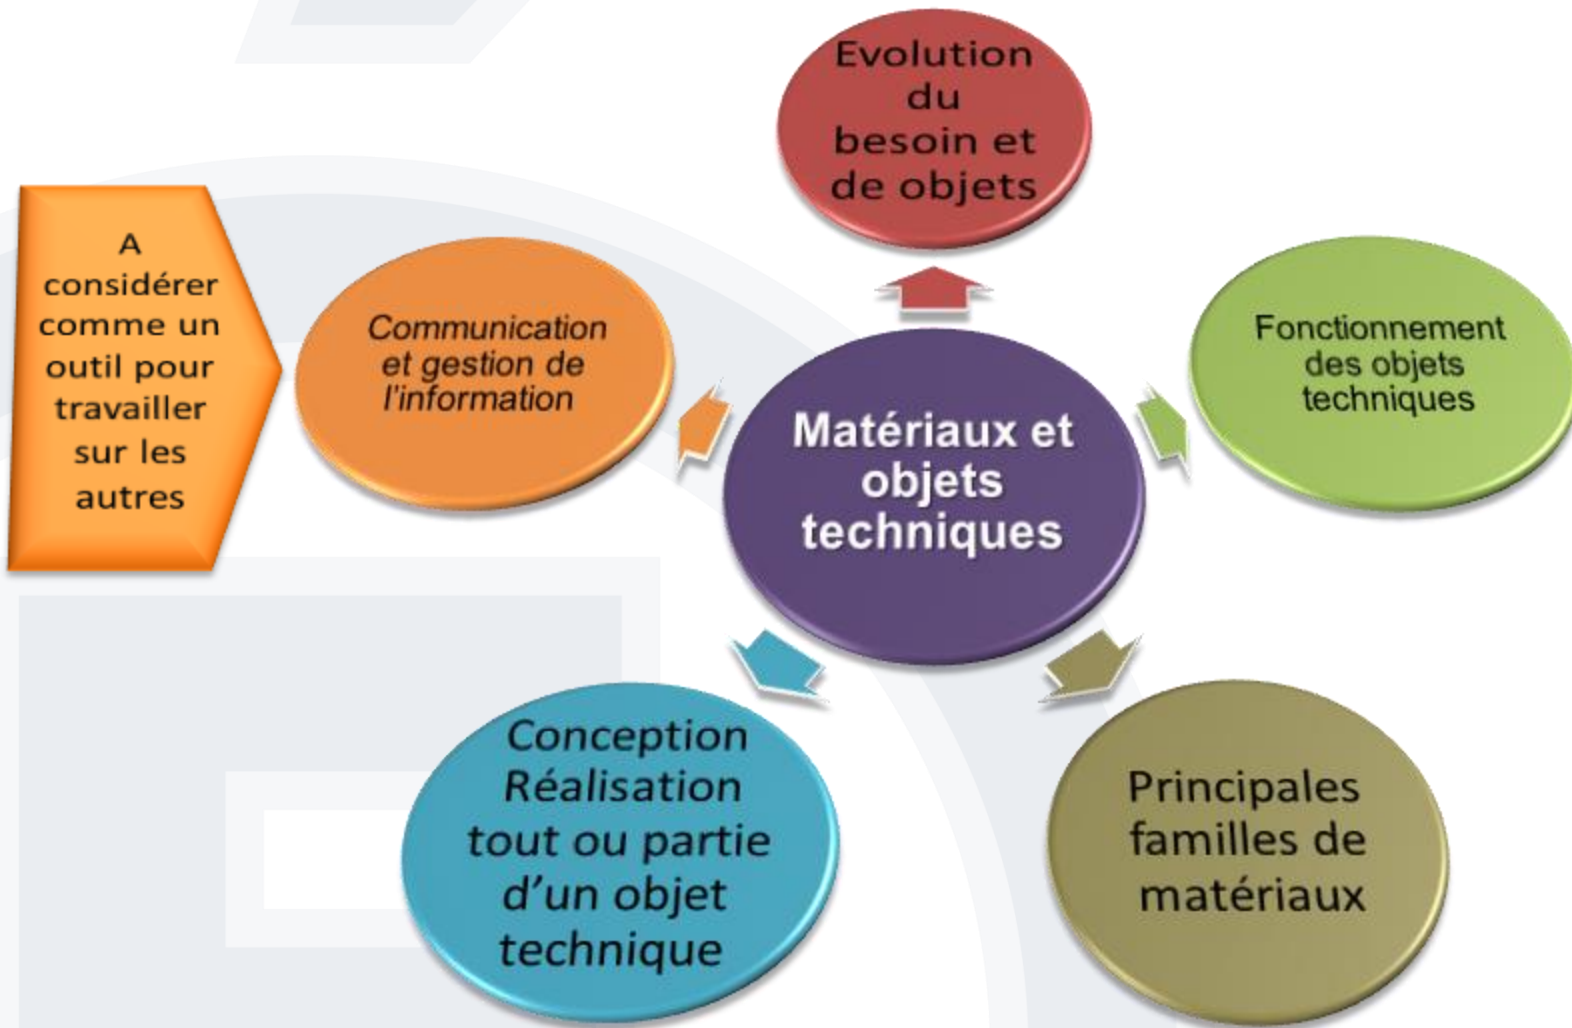 Evolution
du
besoin et
de objets
A
considérer
comme un
outil pour
travailler
sur les
autres
Communication
et gestion de
l'information
Fonctionnement
des objets
techniques
Matériaux et
objets
techniques
Conception
Réalisation
tout ou partie
d'un objet
technique
Principales
familles de
matériaux